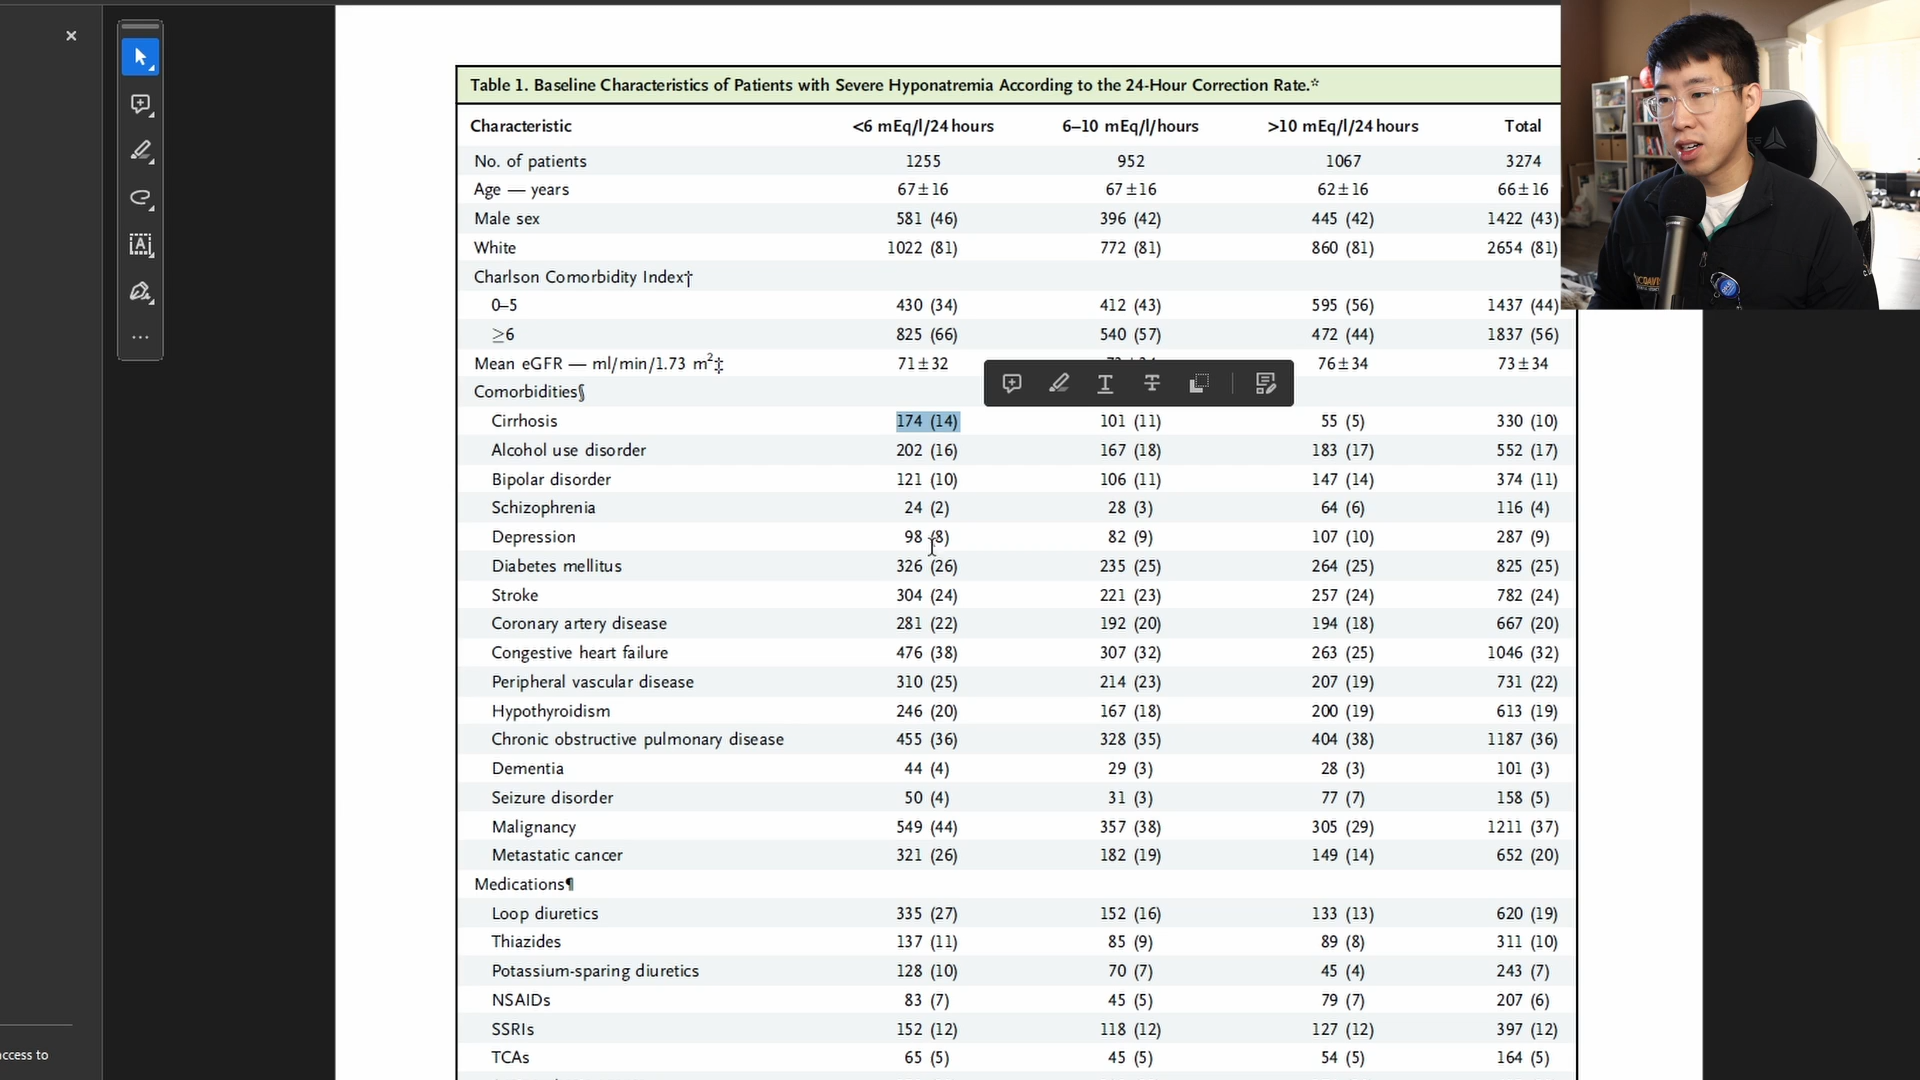 Table 1. Baseline Characteristics of Patients with Severe Hyponatremia According to the 24-Hour Correction Rate.*
Characteristic <6 mEq/l/24 hours 6–10 mEq/l/hours >10 mEq/l/24 hours Total
No. of patients 1255 952 1067 3274
Age — years 67±16 67±16 62±16 66±16
Male sex 581 (46) 396 (42) 445 (42) 1422 (43)
White 1022 (81) 772 (81) 860 (81) 2654 (81)
Charlson Comorbidity Index†
0–5 430 (34) 412 (43) 595 (56) 1437 (44)
≥6 825 (66) 540 (57) 472 (44) 1837 (56)
Mean eGFR — ml/min/1.73 m²‡ 71±32 76±34 73±34
Comorbidities§
Cirrhosis 174 (14) 101 (11) 55 (5) 330 (10)
Alcohol use disorder 202 (16) 167 (18) 183 (17) 552 (17)
Bipolar disorder 121 (10) 106 (11) 147 (14) 374 (11)
Schizophrenia 24 (2) 28 (3) 64 (6) 116 (4)
Depression 98 (8) 82 (9) 107 (10) 287 (9)
Diabetes mellitus 326 (26) 235 (25) 264 (25) 825 (25)
Stroke 304 (24) 221 (23) 257 (24) 782 (24)
Coronary artery disease 281 (22) 192 (20) 194 (18) 667 (20)
Congestive heart failure 476 (38) 307 (32) 263 (25) 1046 (32)
Peripheral vascular disease 310 (25) 214 (23) 207 (19) 731 (22)
Hypothyroidism 246 (20) 167 (18) 200 (19) 613 (19)
Chronic obstructive pulmonary disease 455 (36) 328 (35) 404 (38) 1187 (36)
Dementia 44 (4) 29 (3) 28 (3) 101 (3)
Seizure disorder 50 (4) 31 (3) 77 (7) 158 (5)
Malignancy 549 (44) 357 (38) 305 (29) 1211 (37)
Metastatic cancer 321 (26) 182 (19) 149 (14) 652 (20)
Medications¶
Loop diuretics 335 (27) 152 (16) 133 (13) 620 (19)
Thiazides 137 (11) 85 (9) 89 (8) 311 (10)
Potassium-sparing diuretics 128 (10) 70 (7) 45 (4) 243 (7)
NSAIDs 83 (7) 45 (5) 79 (7) 207 (6)
SSRIs 152 (12) 118 (12) 127 (12) 397 (12)
TCAs 65 (5) 45 (5) 54 (5) 164 (5)
access to